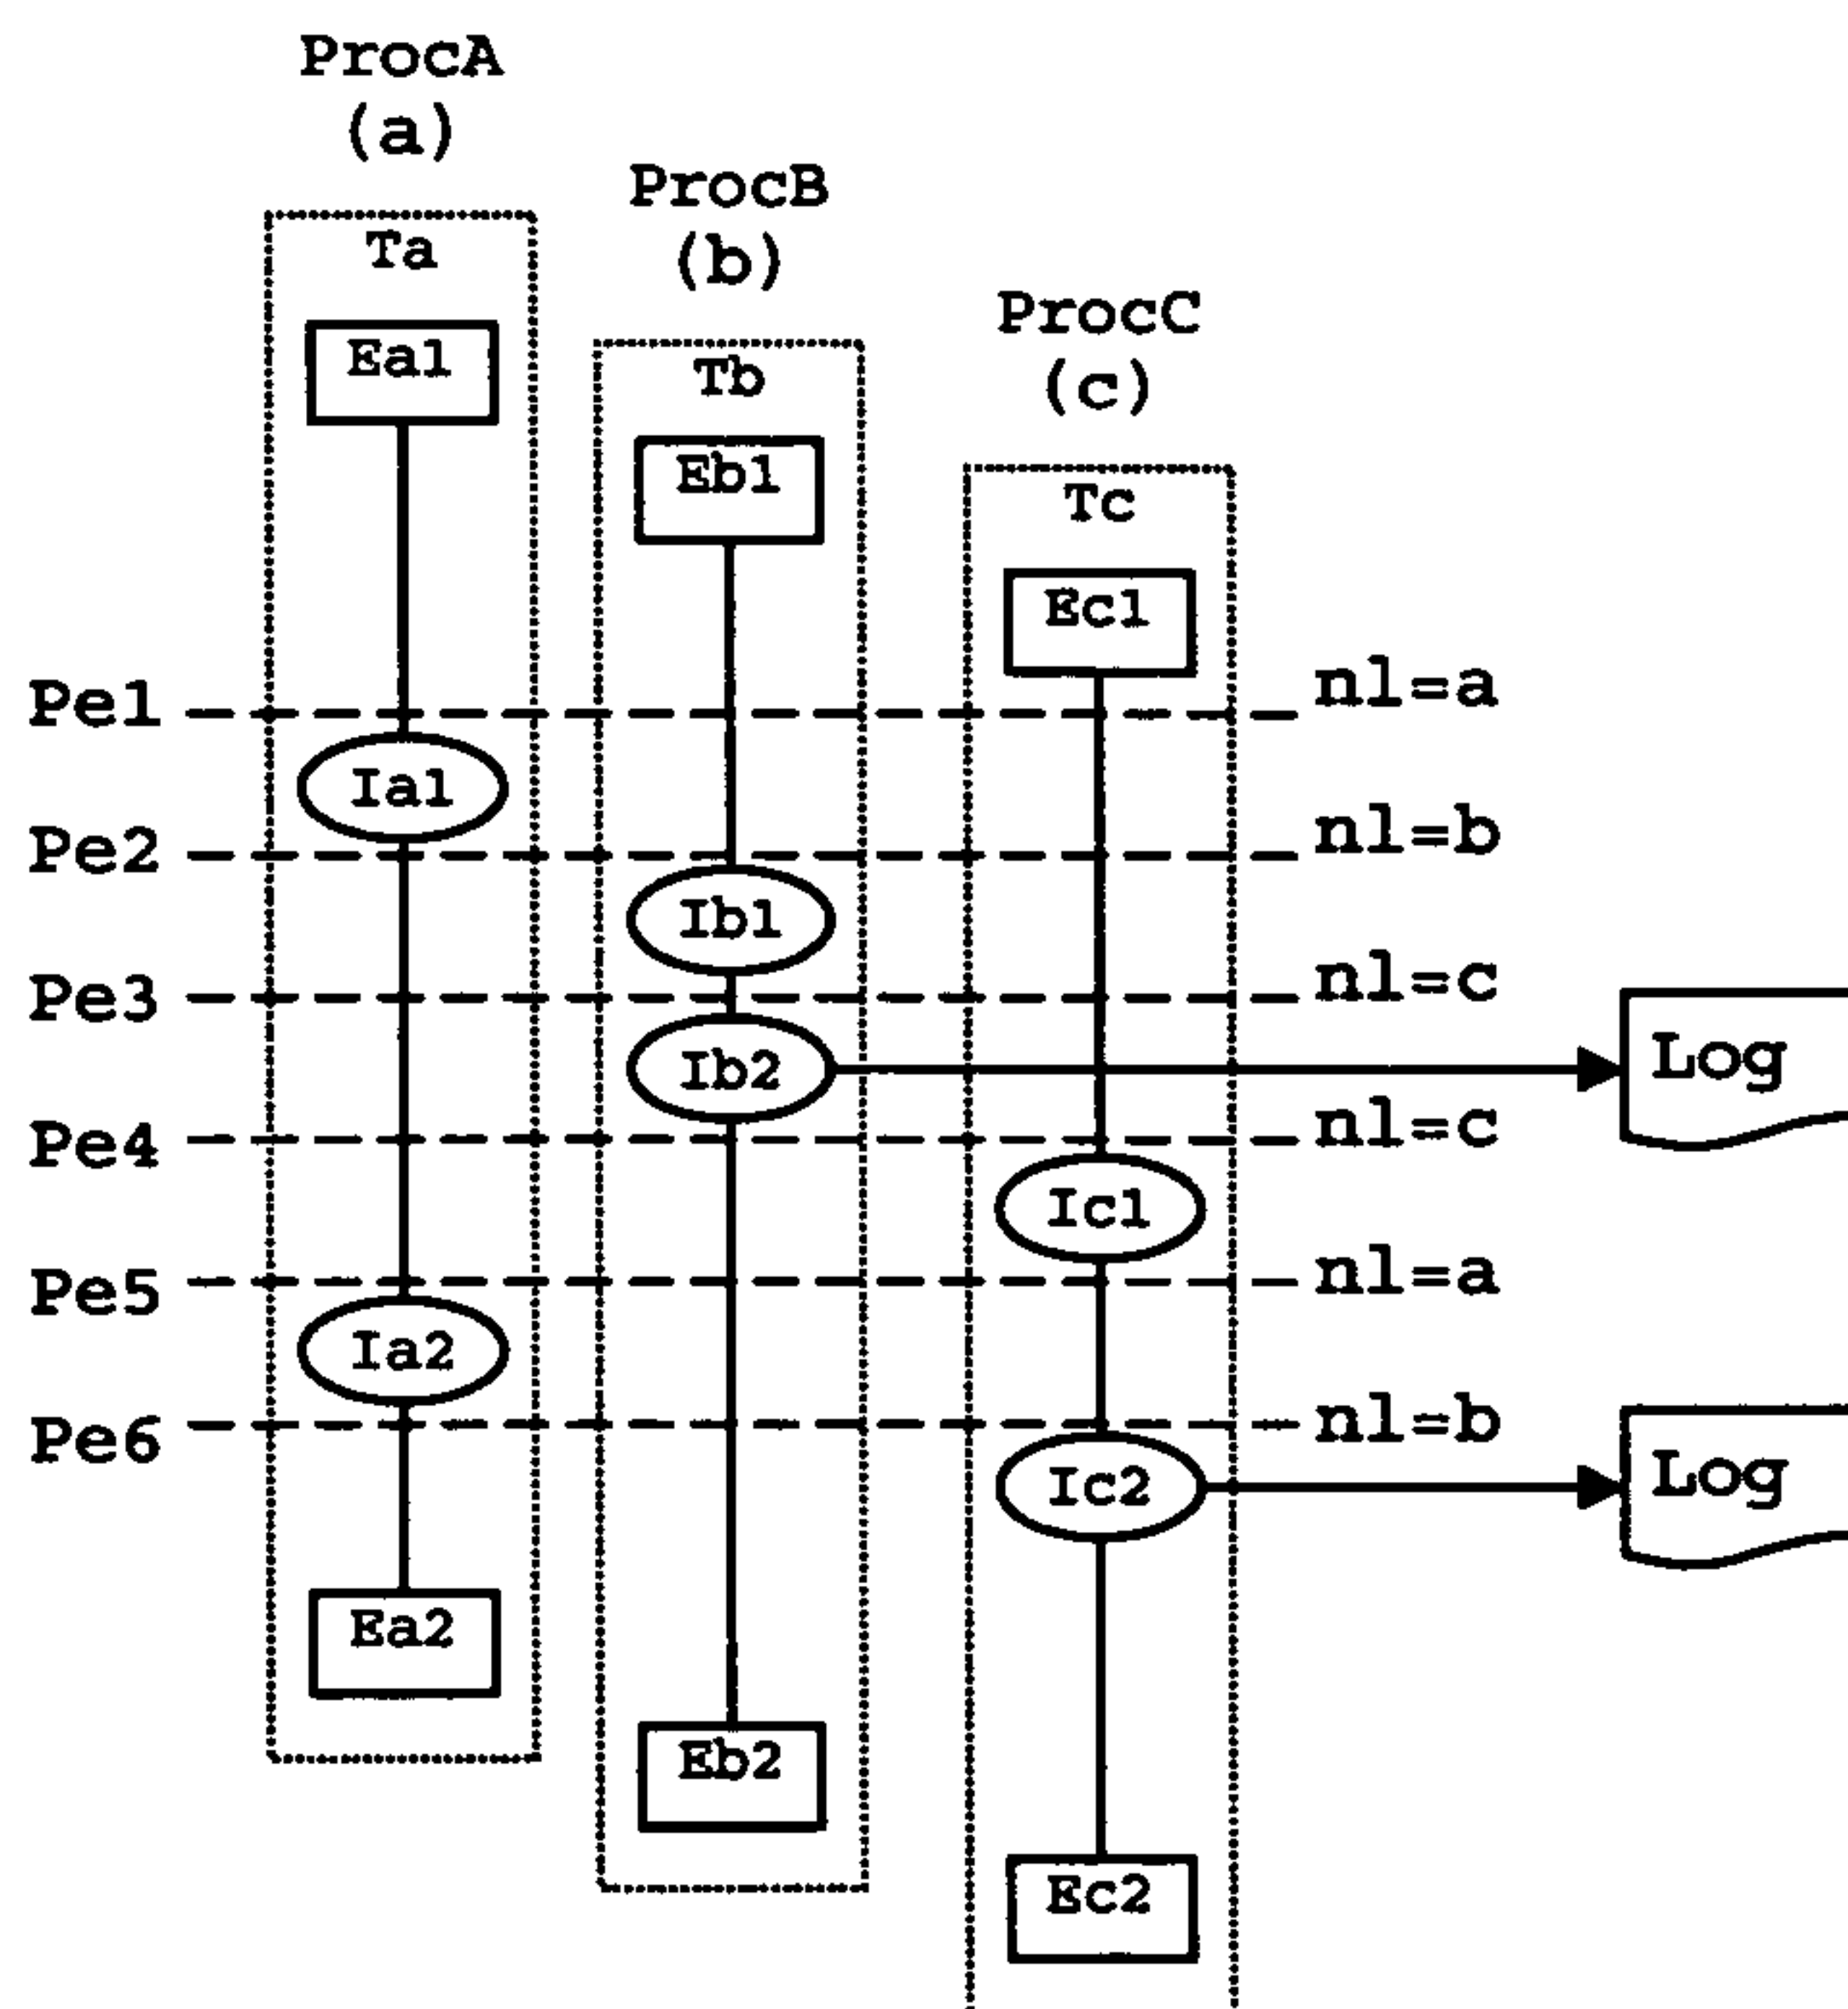 ProcA
(a)
ProcB
(b)
ProcC
(c)
Ta
Ea1
Tb
Eb1
Tc
Ec1
Pe1
nl=a
Ia1
Pe2
nl=b
Ib1
Pe3
nl=c
Ib2
Log
Pe4
nl=c
Ic1
Pe5
nl=a
Ia2
Pe6
nl=b
Ic2
Log
Ea2
Eb2
Ec2